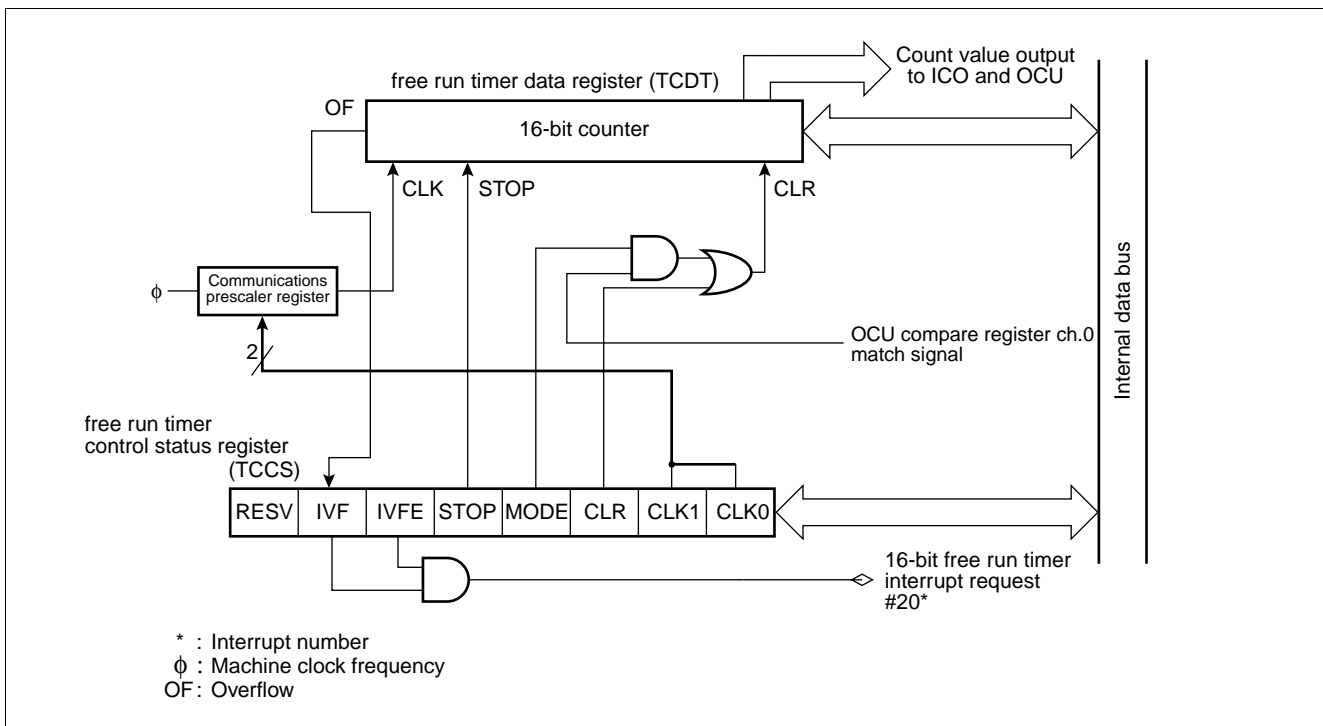 Count value output
to ICO and OCU
free run timer data register (TCDT)
OF
16-bit counter
CLK
STOP
CLR
Communications
prescaler register
ϕ
2
OCU compare register ch.0
match signal
Internal data bus
free run timer
control status register
(TCCS)
RESV IVF IVFE STOP MODE CLR CLK1 CLK0
16-bit free run timer
interrupt request
#20*
* : Interrupt number
ϕ : Machine clock frequency
OF : Overflow